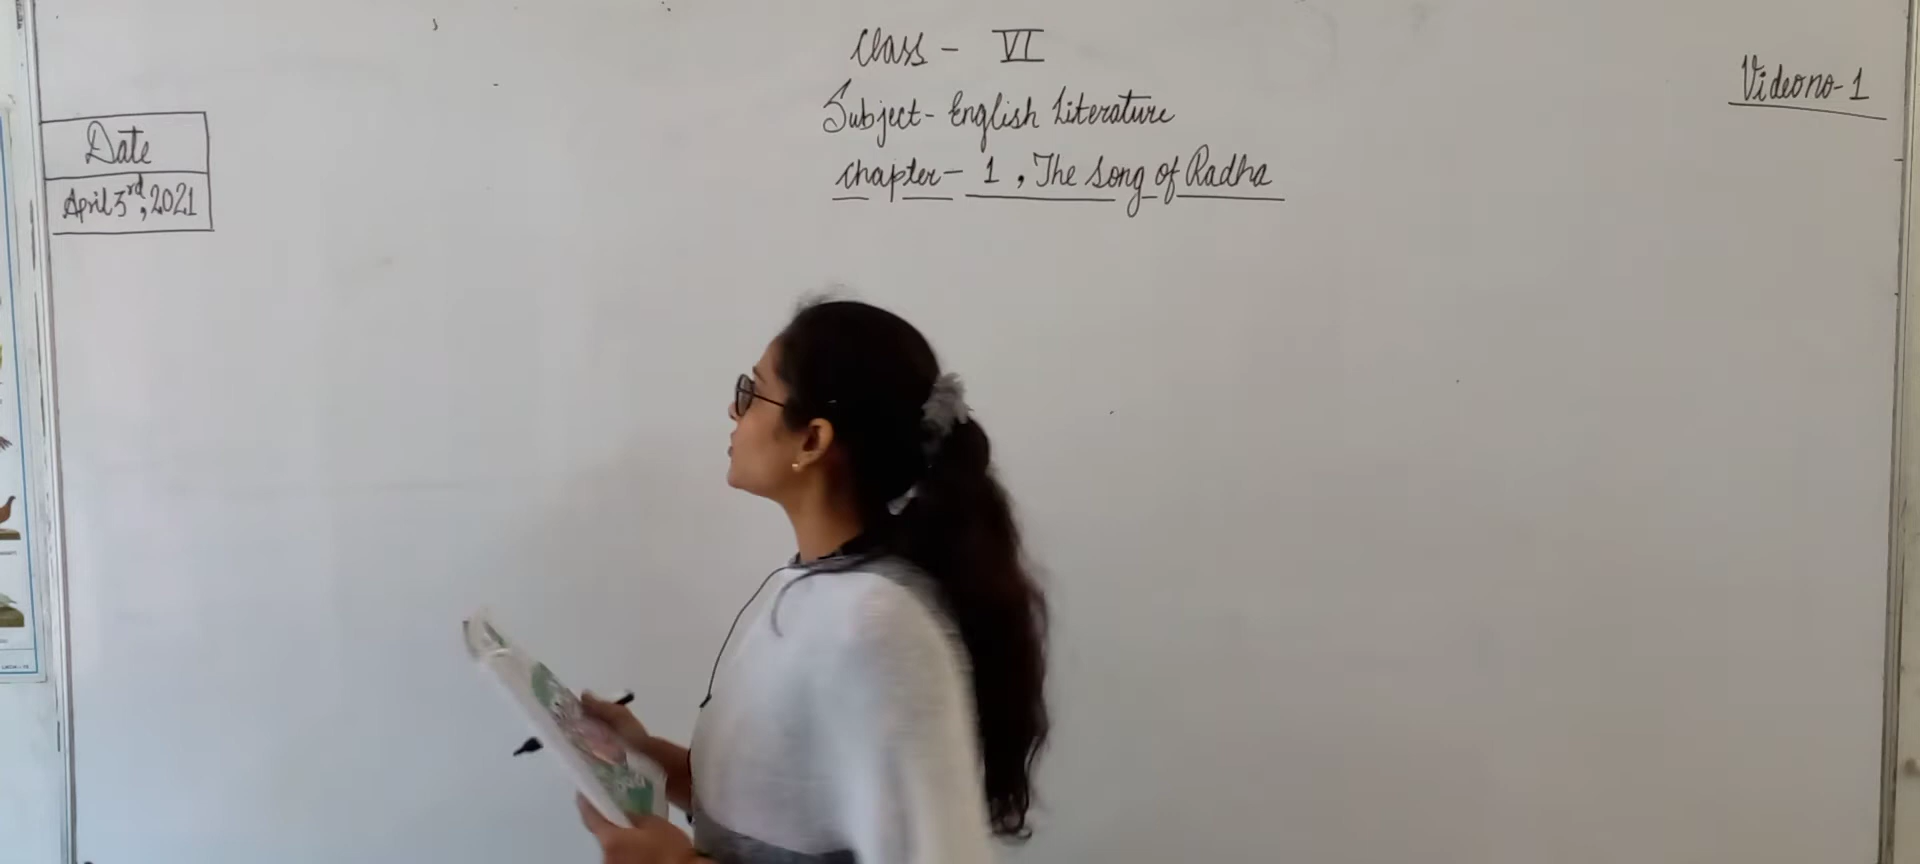 Class - VI
Subject - English Literature
Chapter - 1, The Song of Radha
Video no - 1
Date
April 3rd, 2021